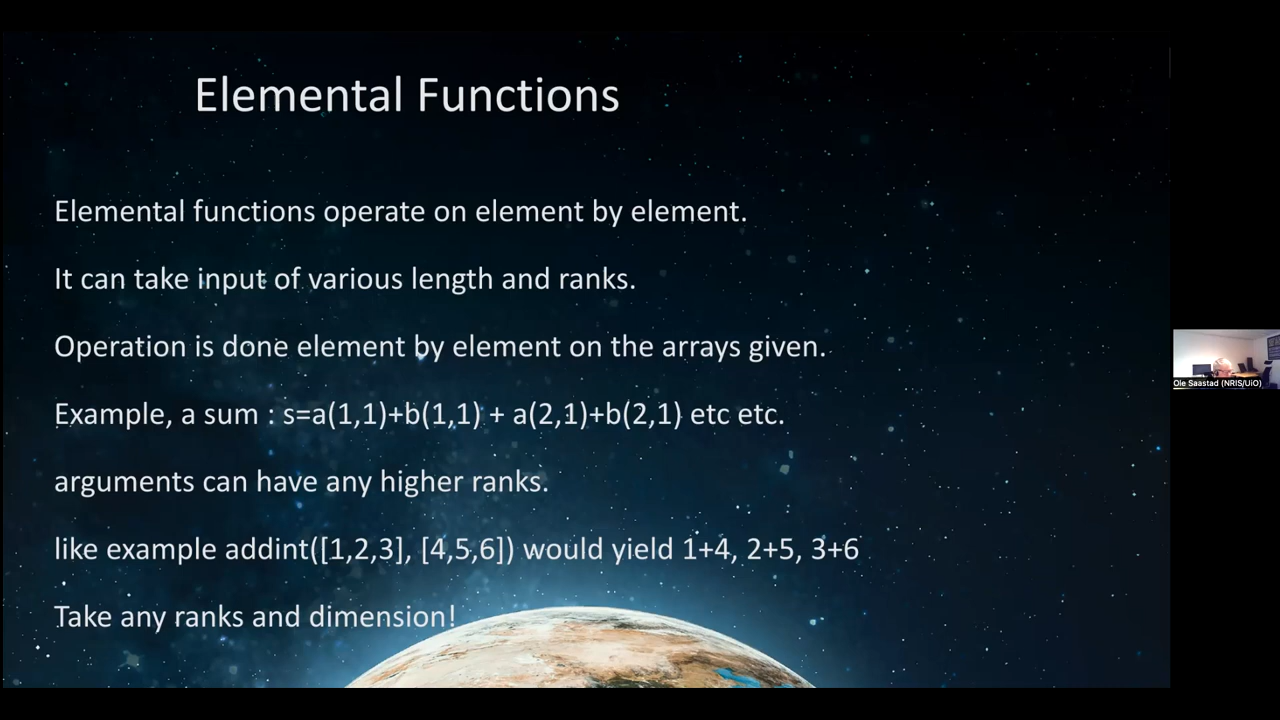 Elemental Functions
Elemental functions operate on element by element.
It can take input of various length and ranks.
Operation is done element by element on the arrays given.
Example, a sum : s=a(1,1)+b(1,1) + a(2,1)+b(2,1) etc etc.
arguments can have any higher ranks.
like example addint([1,2,3], [4,5,6]) would yield 1+4, 2+5, 3+6
Take any ranks and dimension!
Ole Saastad (NRIS/UiO)